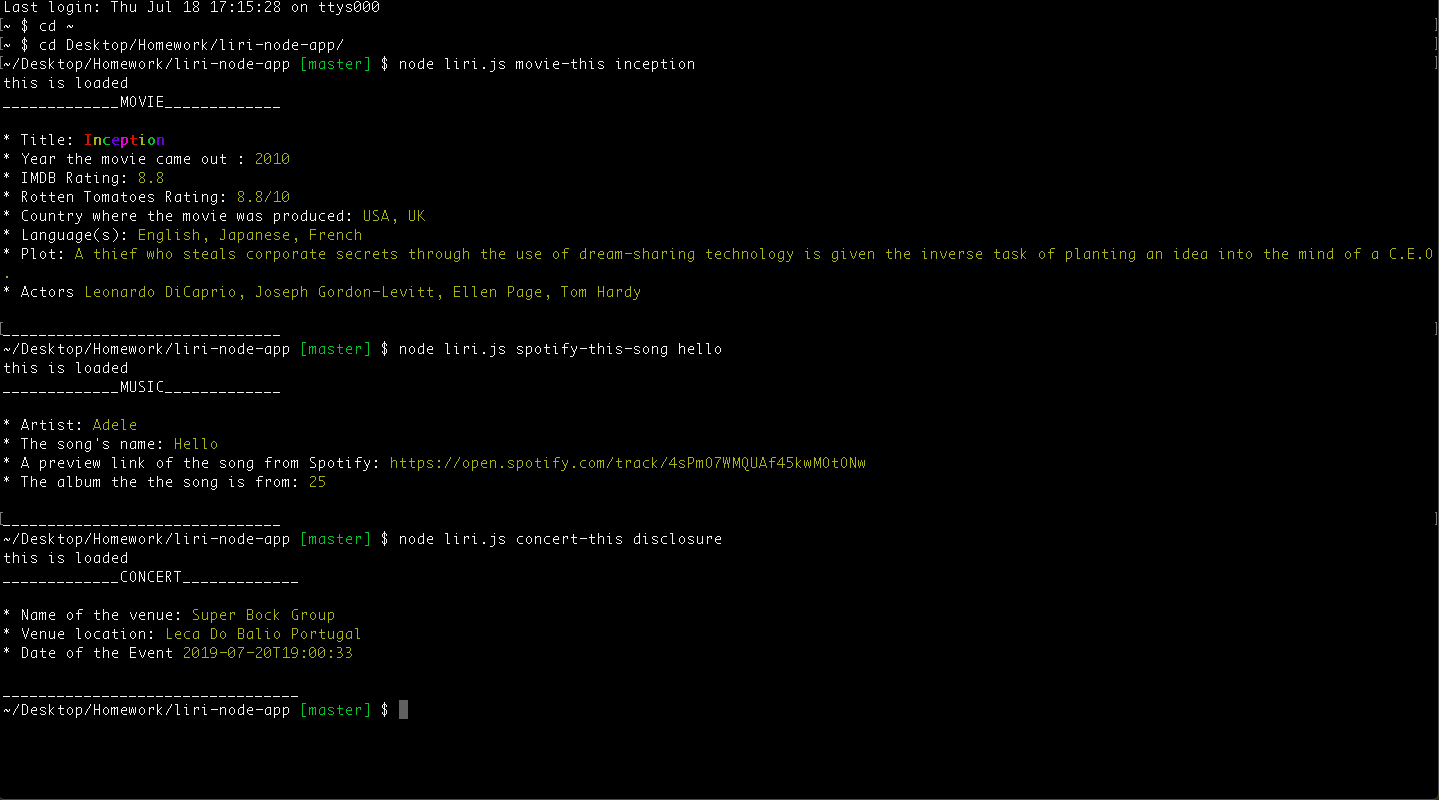 Last login: Thu Jul 18 17:15:28 on ttys000
[~ $ cd ~ ]
[~ $ cd Desktop/Homework/liri-node-app/ ]
[~/Desktop/Homework/liri-node-app [master] $ node liri.js movie-this inception ]
this is loaded
_____________MOVIE_____________
* Title: Inception
* Year the movie came out : 2010
* IMDB Rating: 8.8
* Rotten Tomatoes Rating: 8.8/10
* Country where the movie was produced: USA, UK
* Language(s): English, Japanese, French
* Plot: A thief who steals corporate secrets through the use of dream-sharing technology is given the inverse task of planting an idea into the mind of a C.E.O
.
* Actors Leonardo DiCaprio, Joseph Gordon-Levitt, Ellen Page, Tom Hardy
[_______________________________ ]
~/Desktop/Homework/liri-node-app [master] $ node liri.js spotify-this-song hello
this is loaded
_____________MUSIC_____________
* Artist: Adele
* The song's name: Hello
* A preview link of the song from Spotify: https://open.spotify.com/track/4sPmO7WMQUAf45kwMOtONw
* The album the the song is from: 25
[_______________________________ ]
~/Desktop/Homework/liri-node-app [master] $ node liri.js concert-this disclosure
this is loaded
_____________CONCERT_____________
* Name of the venue: Super Bock Group
* Venue location: Leca Do Balio Portugal
* Date of the Event 2019-07-20T19:00:33
_________________________________
~/Desktop/Homework/liri-node-app [master] $